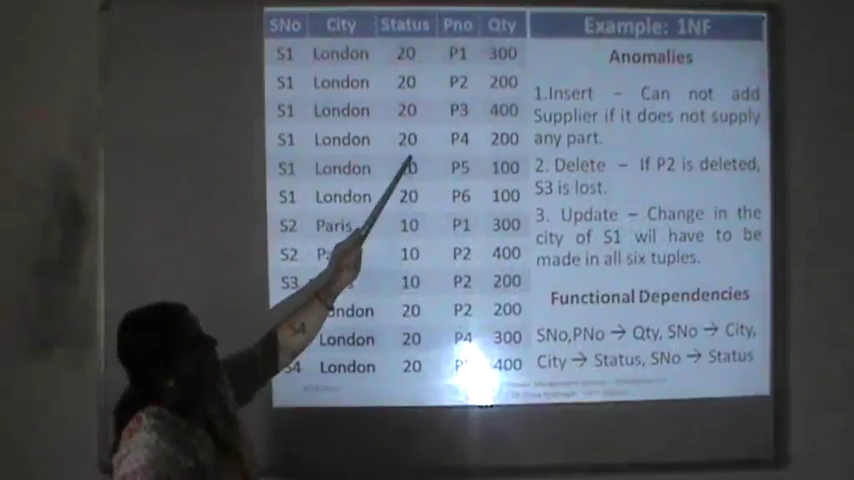 SNo City Status Pno Qty
S1 London 20 P1 300
S1 London 20 P2 200
S1 London 20 P3 400
S1 London 20 P4 200
S1 London P5 100
S1 London 20 P6 100
S2 Paris 10 P1 300
S2 10 P2 400
S3 10 P2 200
S4 London 20 P2 200
London 20 P4 300
S4 London 20 400
Example: 1NF
Anomalies
1.Insert – Can not add
Supplier if it does not supply
any part.
2. Delete – If P2 is deleted,
S3 is lost.
3. Update – Change in the
city of S1 wil have to be
made in all six tuples.
Functional Dependencies
SNo,PNo → Qty, SNo → City,
City → Status, SNo → Status